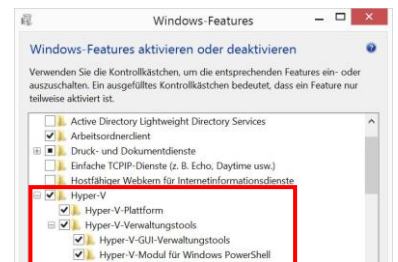 Windows-Features
Windows-Features aktivieren oder deaktivieren
Verwenden Sie die Kontrollkästchen, um die entsprechenden Features ein- oder
auszuschalten. Ein ausgefülltes Kontrollkästchen bedeutet, dass ein Feature nur
teilweise aktiviert ist.
Active Directory Lightweight Directory Services
Arbeitsordnerclient
Druck- und Dokumentdienste
Einfache TCPIP-Dienste (z. B. Echo, Daytime usw.)
Hostfähiger Webkern für Internetinformationsdienste
Hyper-V
Hyper-V-Plattform
Hyper-V-Verwaltungstools
Hyper-V-GUI-Verwaltungstools
Hyper-V-Modul für Windows PowerShell